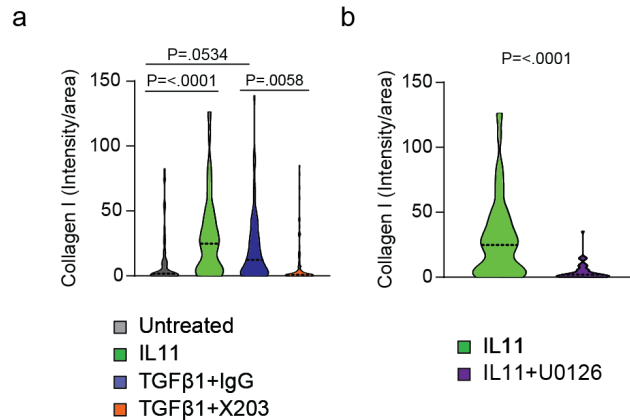 a
b
P=.0534
P=<.0001
P=.0058
P=<.0001
Collagen I (Intensity/area)
150
100
50
0
Collagen I (Intensity/area)
150
100
50
0
Untreated
IL11
TGFβ1+IgG
TGFβ1+X203
IL11
IL11+U0126